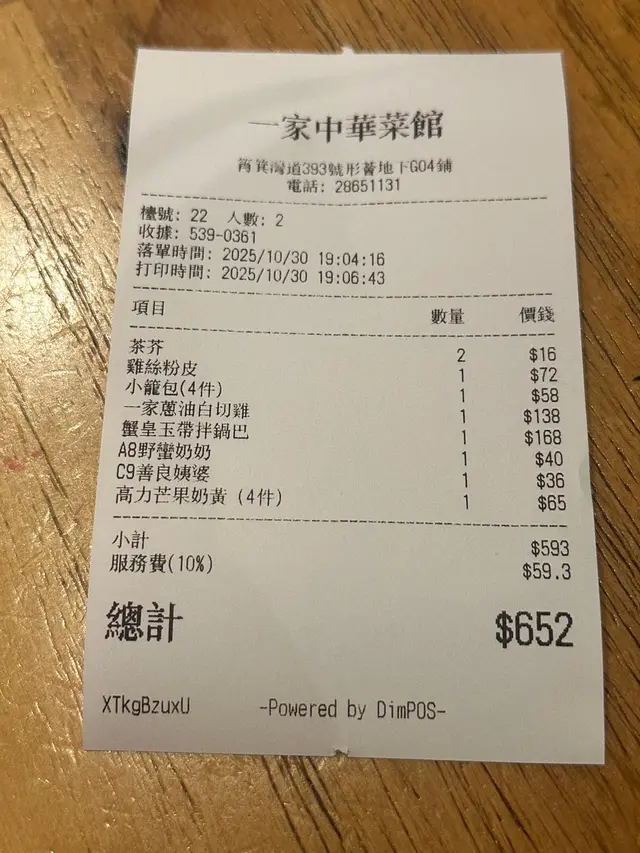 一家中華菜館
筲箕灣道393號形薈地下G04鋪
電話: 28651131
檯號: 22 人數: 2
收據: 539-0361
落單時間: 2025/10/30 19:04:16
打印時間: 2025/10/30 19:06:43
項目 數量 價錢
茶芥 2 $16
雞絲粉皮 1 $72
小籠包(4件) 1 $58
一家蔥油白切雞 1 $138
蟹皇玉帶拌鍋巴 1 $168
A8野蠻奶奶 1 $40
C9善良姨婆 1 $36
高力芒果奶黃 (4件) 1 $65
小計 $593
服務費(10%) $59.3
總計 $652
XTkgBzuxU -Powered by DimPOS-